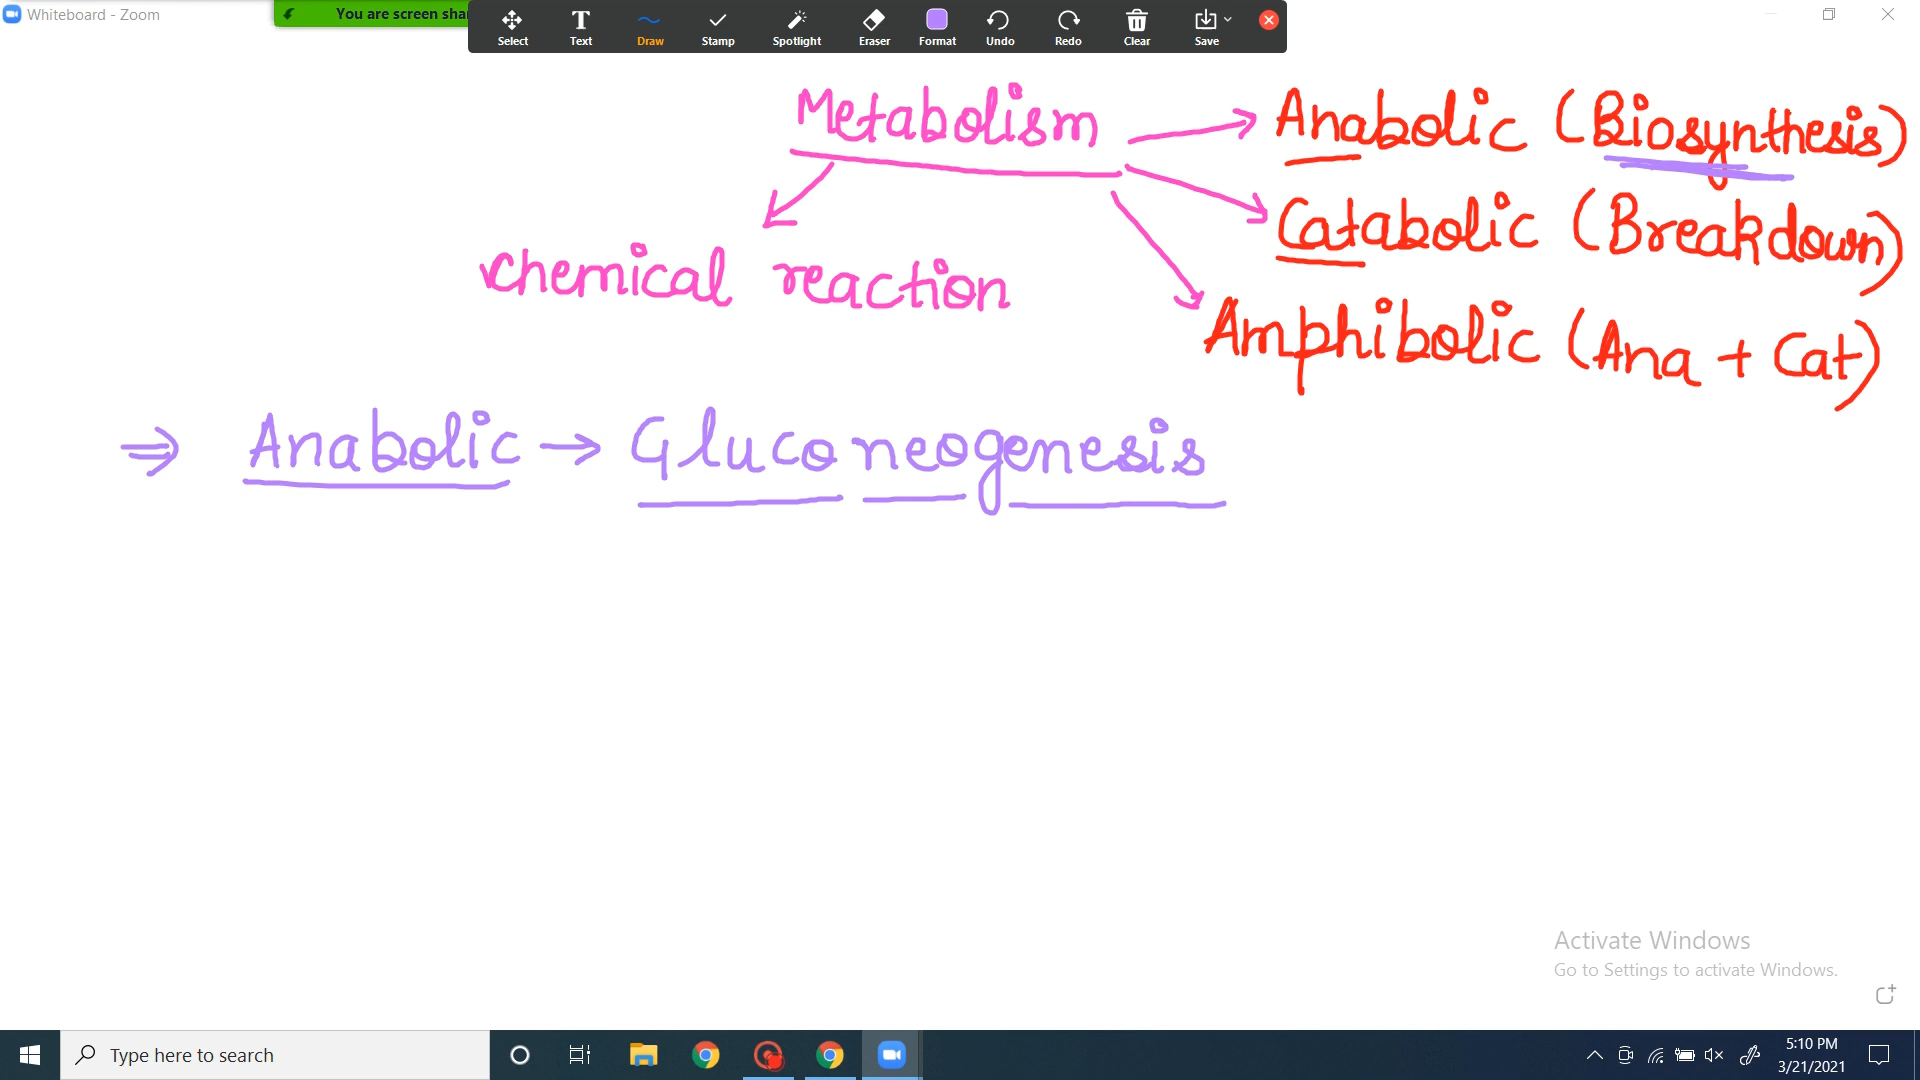 Whiteboard - Zoom
You are screen sha
Select Text Draw Stamp Spotlight Eraser Format Undo Redo Clear Save
Metabolism → Anabolic (Biosynthesis)
Catabolic (Breakdown)
chemical reaction
Amphibolic (Ana + Cat)
⇒ Anabolic → Gluconeogenesis
Activate Windows
Go to Settings to activate Windows.
Type here to search
5:10 PM
3/21/2021